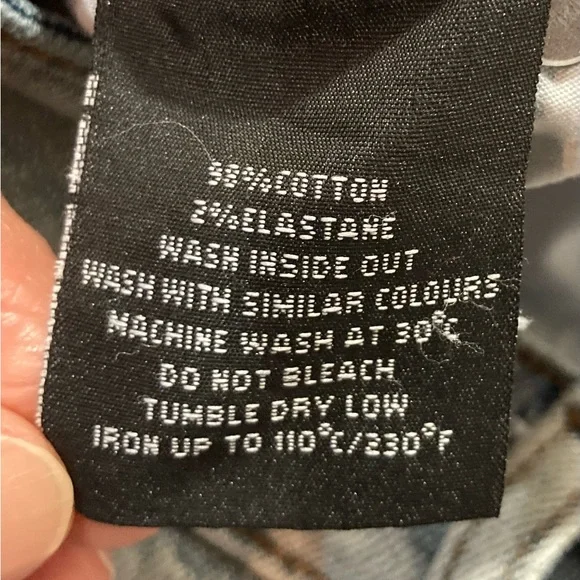 98%COTTON
2%ELASTANE
WASH INSIDE OUT
WASH WITH SIMILAR COLOURS
MACHINE WASH AT 30°C
DO NOT BLEACH
TUMBLE DRY LOW
IRON UP TO 110°C/230°F